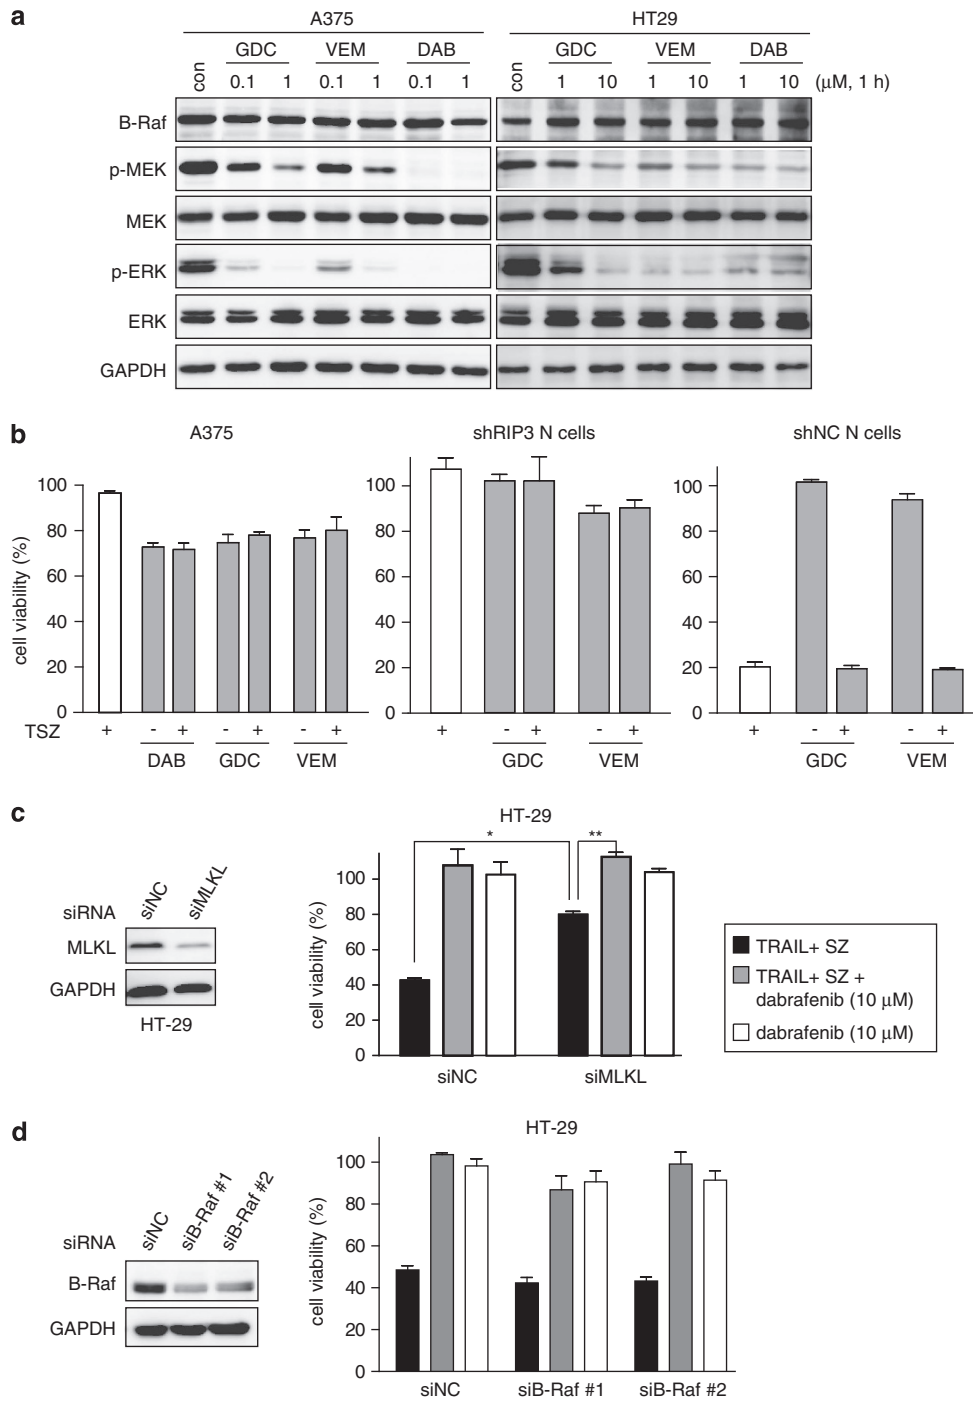 a
A375 HT29
GDC VEM DAB GDC VEM DAB
con 0.1 1 0.1 1 0.1 1 con 1 10 1 10 1 10 (μM, 1 h)
B-Raf
p-MEK
MEK
p-ERK
ERK
GAPDH
b
A375 shRIP3 N cells shNC N cells
cell viability (%)
100 80 60 40 20 0
100 80 60 40 20 0
100 80 60 40 20 0
TSZ + - + - + - + + - + - + + - + - +
DAB GDC VEM GDC VEM GDC VEM
c
siRNA siNC siMLKL
MLKL
GAPDH
HT-29
HT-29
* **
cell viability (%)
100
80
60
40
20
0
siNC siMLKL
TRAIL+ SZ
TRAIL+ SZ +
dabrafenib (10 μM)
dabrafenib (10 μM)
d
siRNA siNC siB-Raf #1 siB-Raf #2
B-Raf
GAPDH
HT-29
cell viability (%)
100
80
60
40
20
0
siNC siB-Raf #1 siB-Raf #2